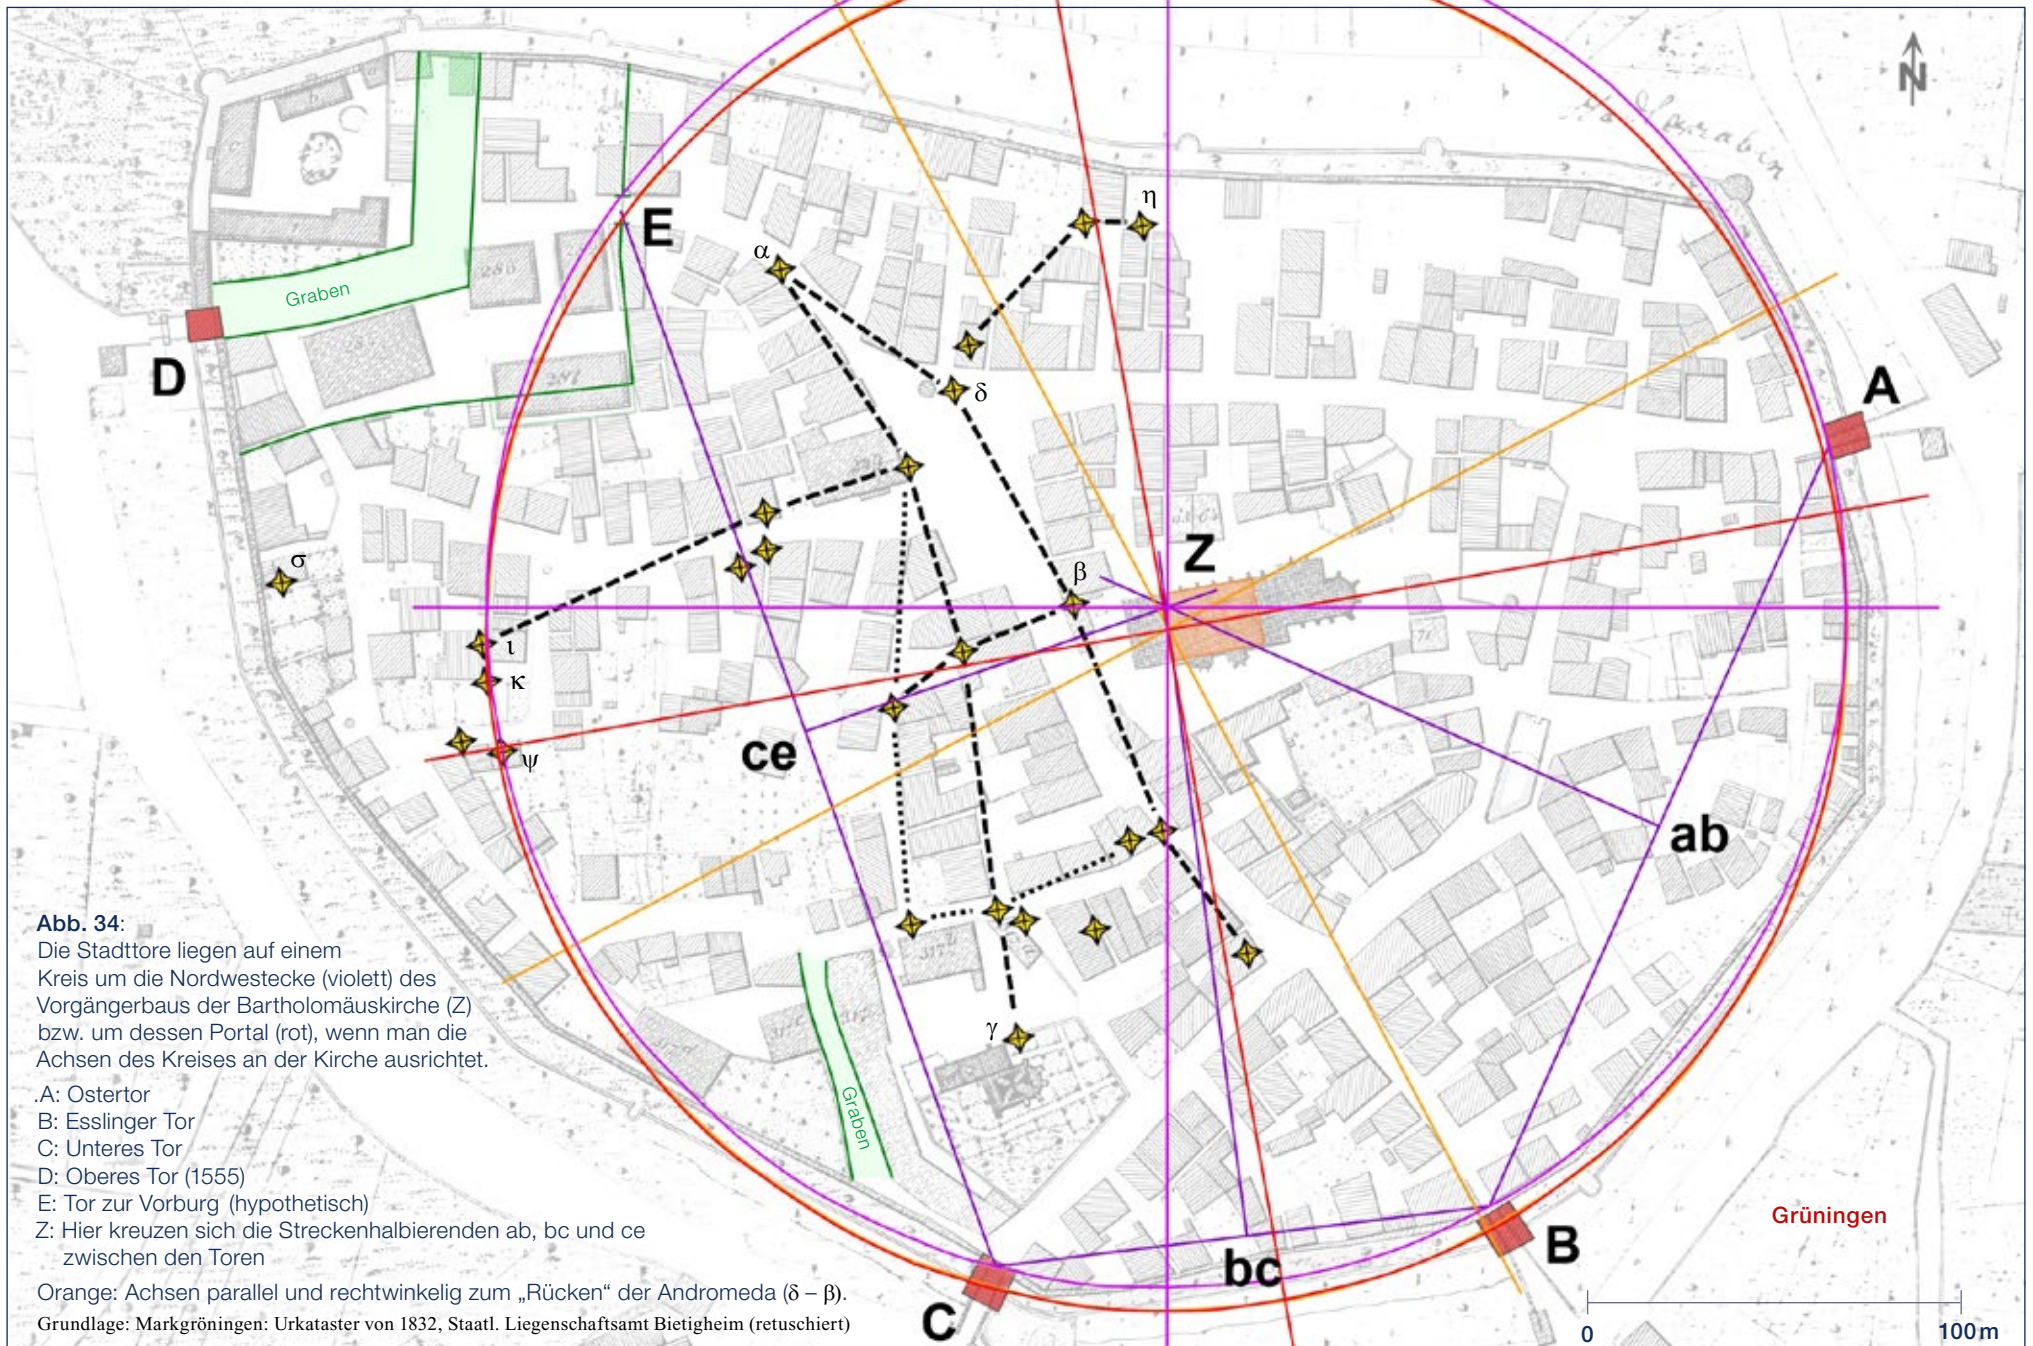 N
η
E
α
Graben
D
δ
A
286
281
Z
σ
β
ι
κ
ψ
ce
ab
Abb. 34:
Die Stadttore liegen auf einem
Kreis um die Nordwestecke (violett) des
Vorgängerbaus der Bartholomäuskirche (Z)
bzw. um dessen Portal (rot), wenn man die
Achsen des Kreises an der Kirche ausrichtet.
γ
Graben
.A: Ostertor
B: Esslinger Tor
C: Unteres Tor
D: Oberes Tor (1555)
E: Tor zur Vorburg (hypothetisch)
Z: Hier kreuzen sich die Streckenhalbierenden ab, bc und ce
zwischen den Toren
Grüningen
B
bc
Orange: Achsen parallel und rechtwinkelig zum „Rücken“ der Andromeda (δ – β).
C
Grundlage: Markgröningen: Urkataster von 1832, Staatl. Liegenschaftsamt Bietigheim (retuschiert)
0
100m